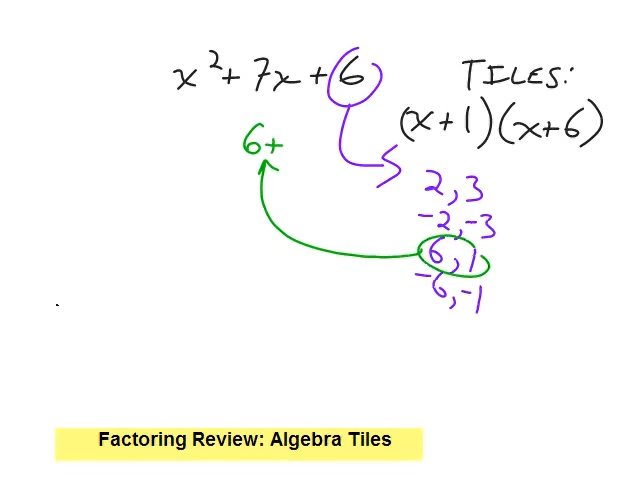 x² + 7x + 6
TILES:
(x+1)(x+6)
6+
2, 3
-2, -3
6, 1
-6, -1
Factoring Review: Algebra Tiles